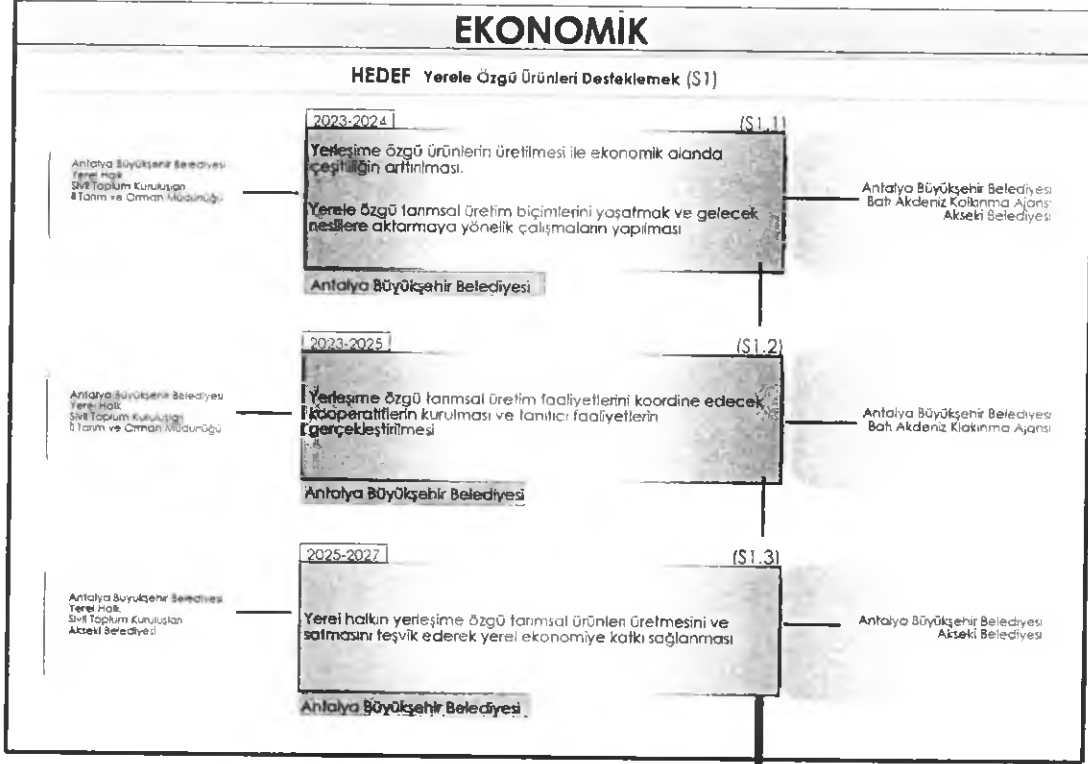 EKONOMİK
HEDEF Yerele Özgü Ürünleri Desteklemek (S1)
2023-2024
(S1.1)
Antalya Büyükşehir Belediyesi
Yerel Halk
Sivil Toplum Kuruluşları
İl Tarım ve Orman Müdürlüğü
Yerleşime özgü ürünlerin üretilmesi ile ekonomik alanda
çeşitliliğin arttırılması.
Yerele özgü tarımsal üretim biçimlerini yaşatmak ve gelecek
nesillere aktarmaya yönelik çalışmaların yapılması
Antalya Büyükşehir Belediyesi
Batı Akdeniz Kalkınma Ajansı
Akseki Belediyesi
Antalya Büyükşehir Belediyesi
2023-2025
(S1.2)
Antalya Büyükşehir Belediyesi
Yerel Halk
Sivil Toplum Kuruluşları
İl Tarım ve Orman Müdürlüğü
Yerleşime özgü tarımsal üretim faaliyetlerini koordine edecek
kooperatiflerin kurulması ve tanıtıcı faaliyetlerin
gerçekleştirilmesi
Antalya Büyükşehir Belediyesi
Batı Akdeniz Klakınma Ajansı
Antalya Büyükşehir Belediyesi
2025-2027
(S1.3)
Antalya Büyükşehir Belediyesi
Yerel Halk
Sivil Toplum Kuruluşları
Akseki Belediyesi
Yerel halkın yerleşime özgü tarımsal ürünleri üretmesini ve
satmasını teşvik ederek yerel ekonomiye katkı sağlanması
Antalya Büyükşehir Belediyesi
Akseki Belediyesi
Antalya Büyükşehir Belediyesi